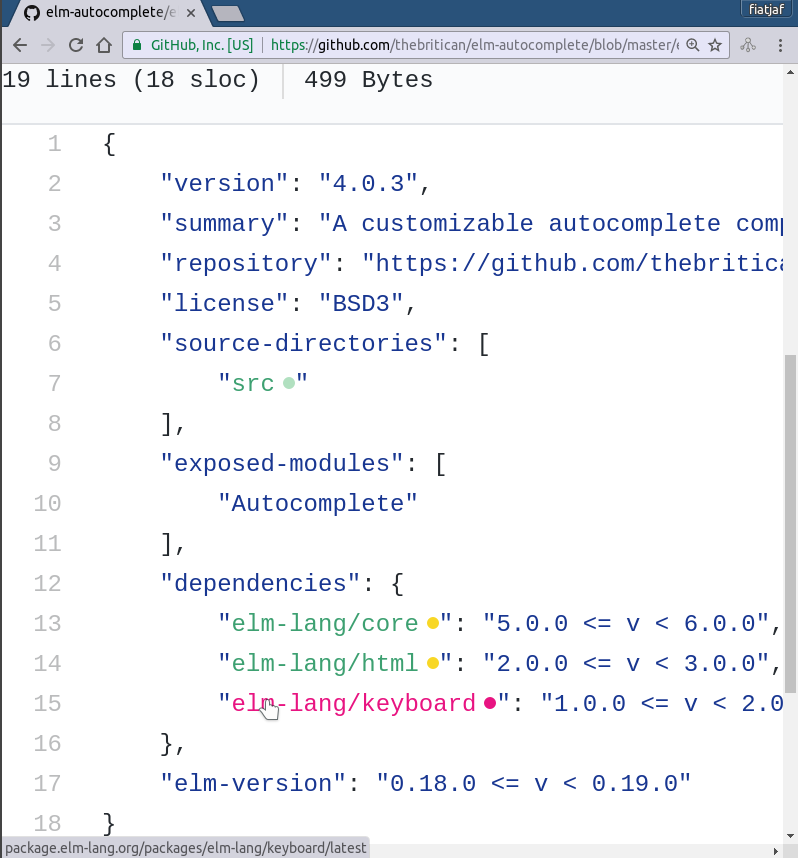 elm-autocomplete/e
fiatjaf
GitHub, Inc. [US] https://github.com/thebritican/elm-autocomplete/blob/master/e
19 lines (18 sloc) 499 Bytes
1 {
2 "version": "4.0.3",
3 "summary": "A customizable autocomplete comp
4 "repository": "https://github.com/thebritica
5 "license": "BSD3",
6 "source-directories": [
7 "src"
8 ],
9 "exposed-modules": [
10 "Autocomplete"
11 ],
12 "dependencies": {
13 "elm-lang/core": "5.0.0 <= v < 6.0.0",
14 "elm-lang/html": "2.0.0 <= v < 3.0.0",
15 "elm-lang/keyboard": "1.0.0 <= v < 2.0
16 },
17 "elm-version": "0.18.0 <= v < 0.19.0"
18 }
package.elm-lang.org/packages/elm-lang/keyboard/latest